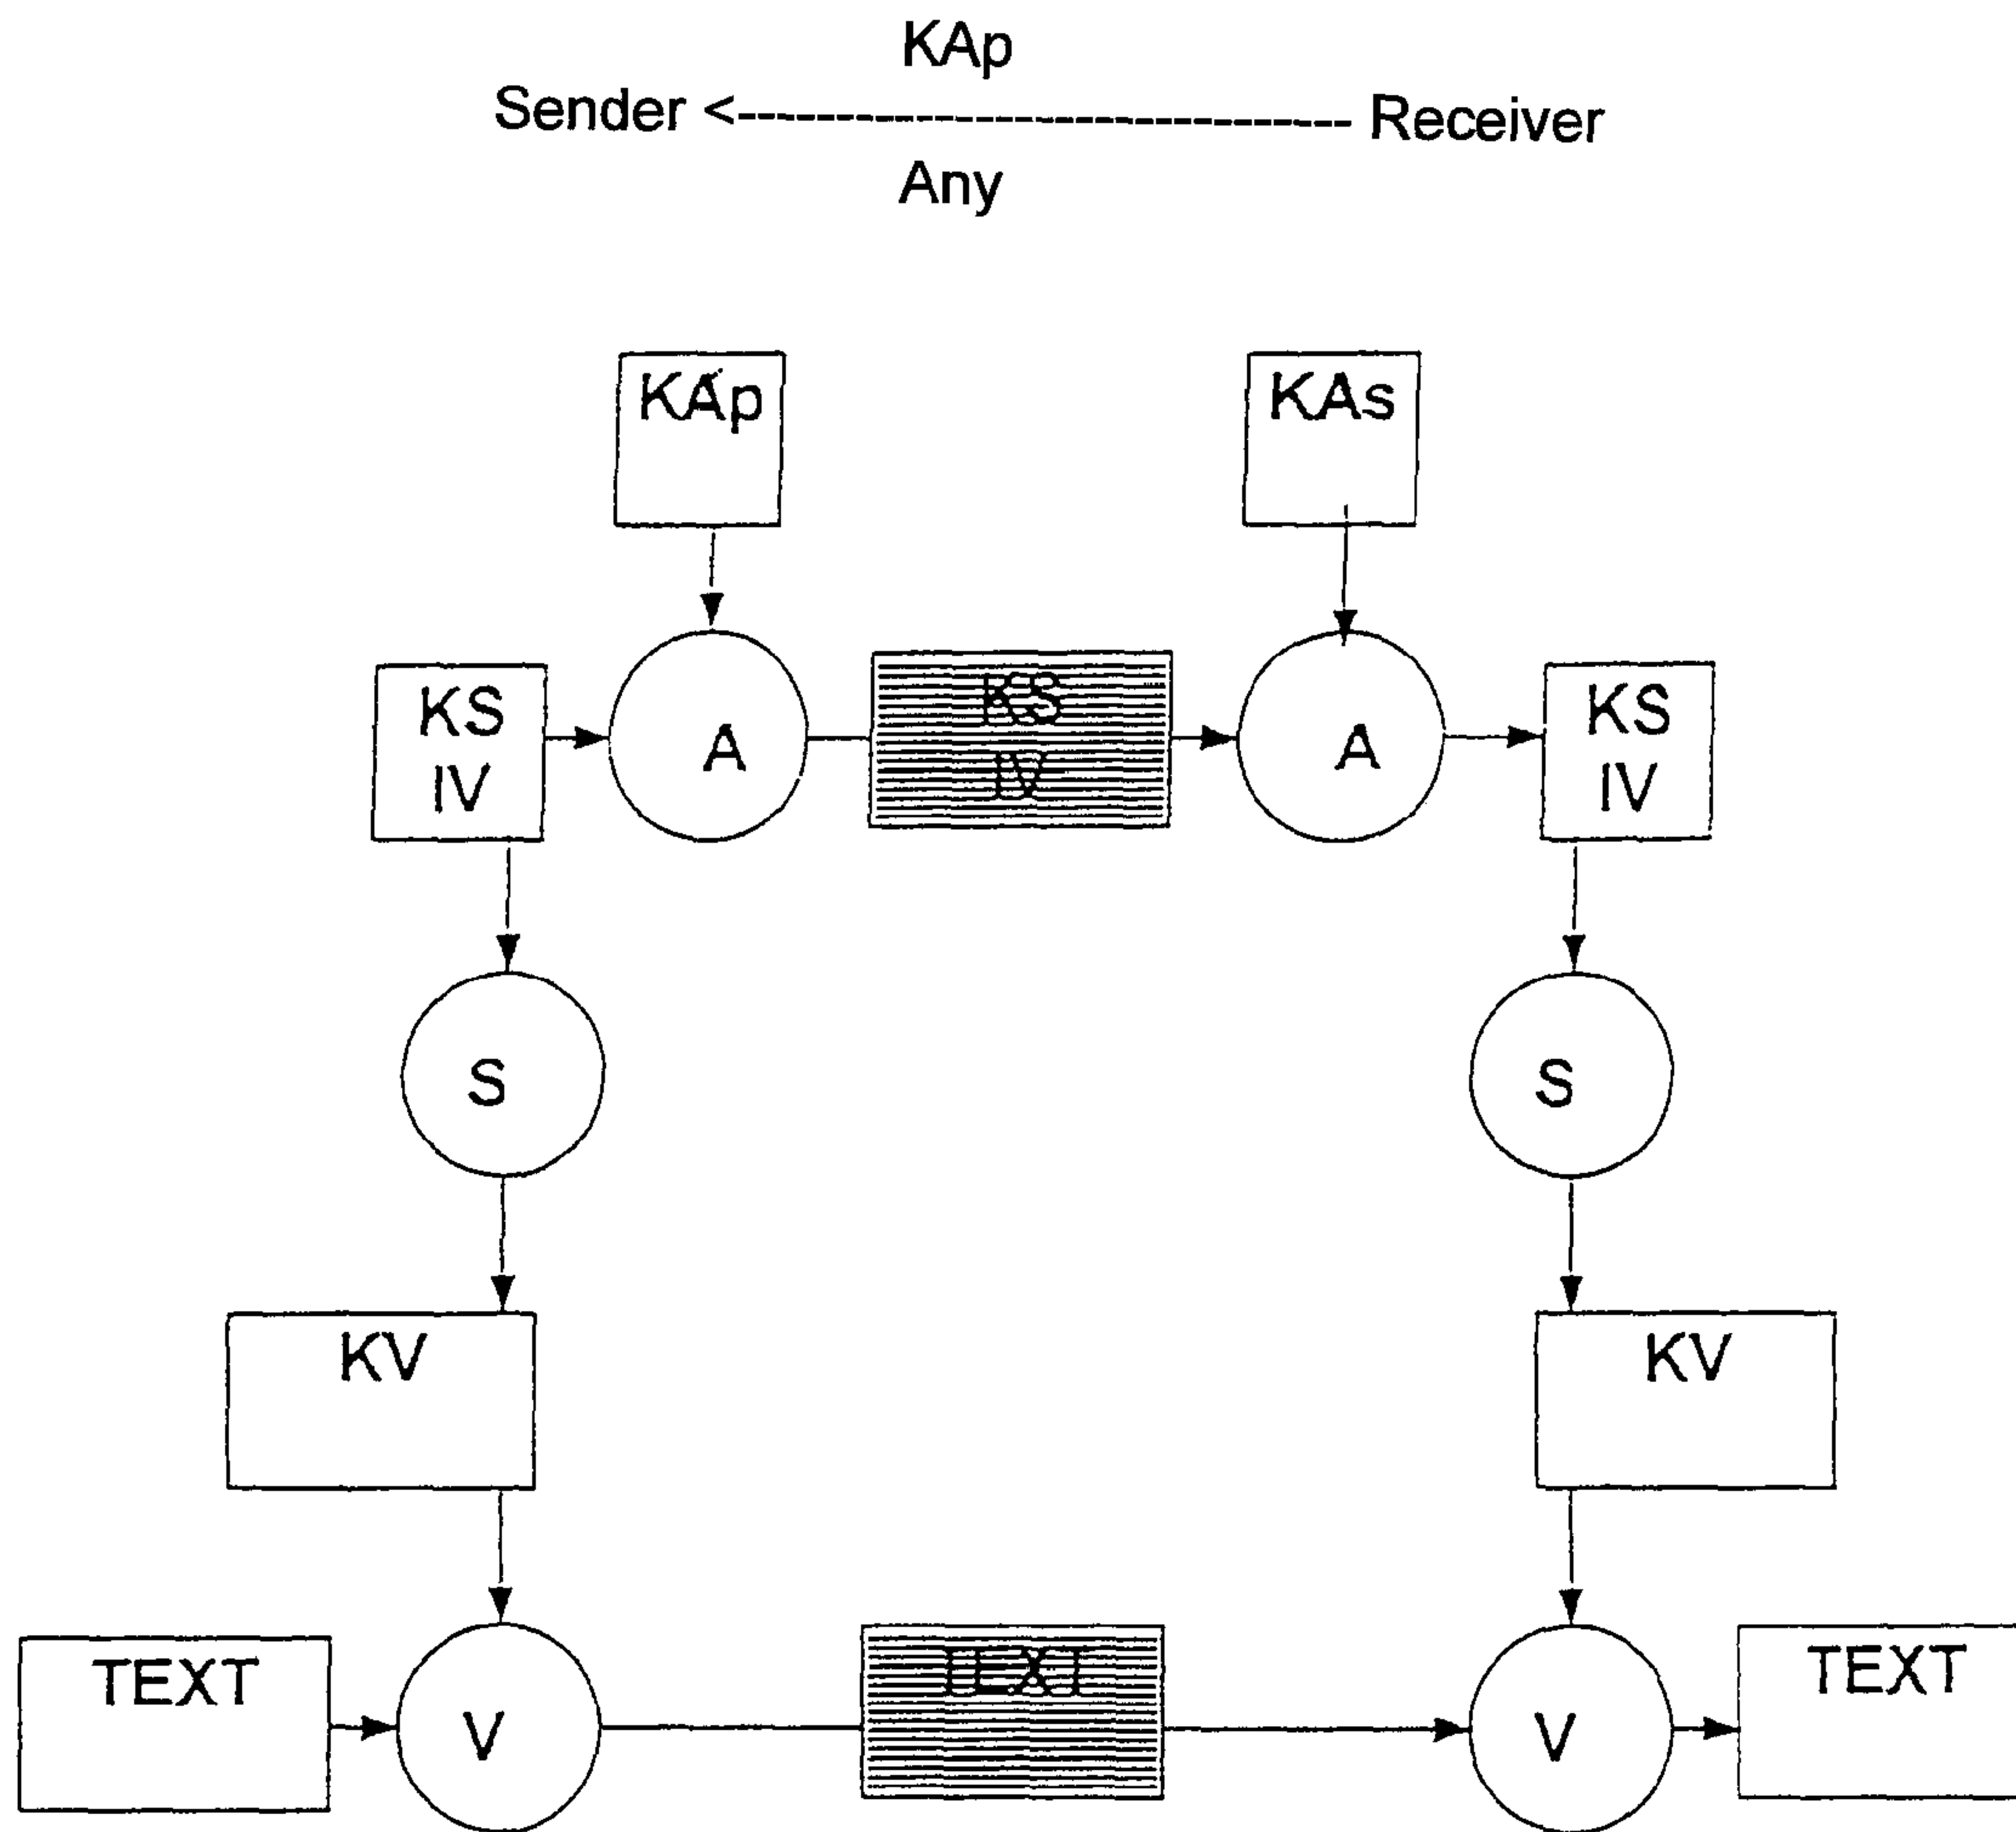 KAp
Sender <---------------------------------- Receiver
Any
KAp
KAs
KS
IV
A
KS
IV
A
KS
IV
S
S
KV
KV
TEXT
V
TEXT
V
TEXT